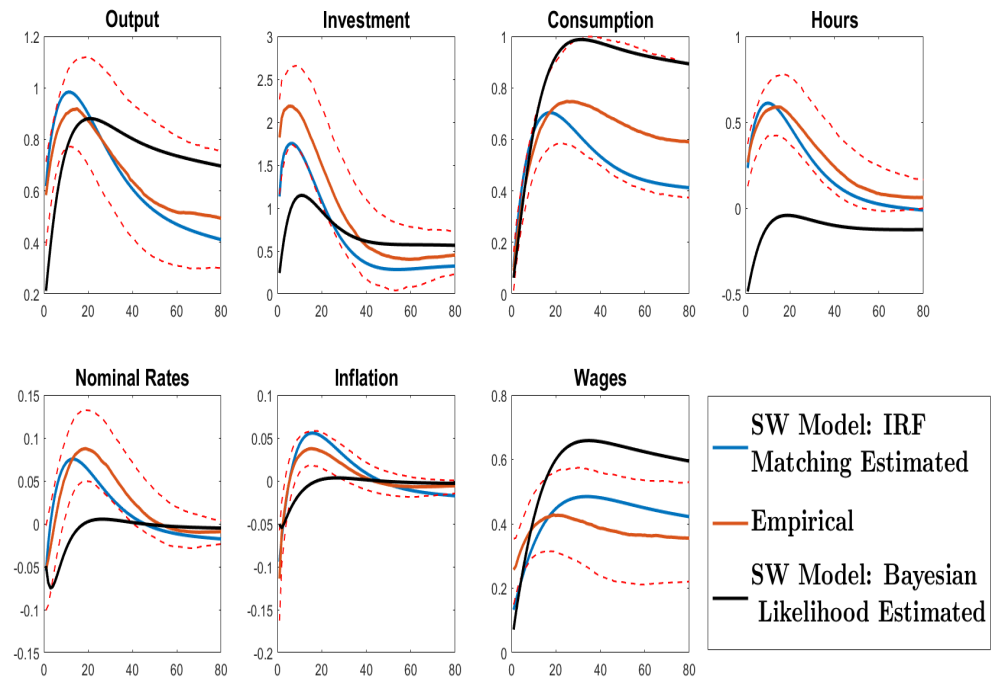 Output Investment Consumption Hours
1.2 3 1 1
1 2.5 0.8 0.5
0.8 2 0.6 0
0.6 1.5 0.4 -0.5
0.4 1 0.2
0.2 0.5 0
0
0 20 40 60 80 0 20 40 60 80 0 20 40 60 80 0 20 40 60 80
Nominal Rates Inflation Wages
0.15 0.1 0.8
0.1 0.05 0.6
0.05 0 0.4
0 -0.05 0.2
-0.05 -0.1 0
-0.1 -0.15
-0.15 -0.2
0 20 40 60 80 0 20 40 60 80 0 20 40 60 80
SW Model: IRF
Matching Estimated
Empirical
SW Model: Bayesian
Likelihood Estimated